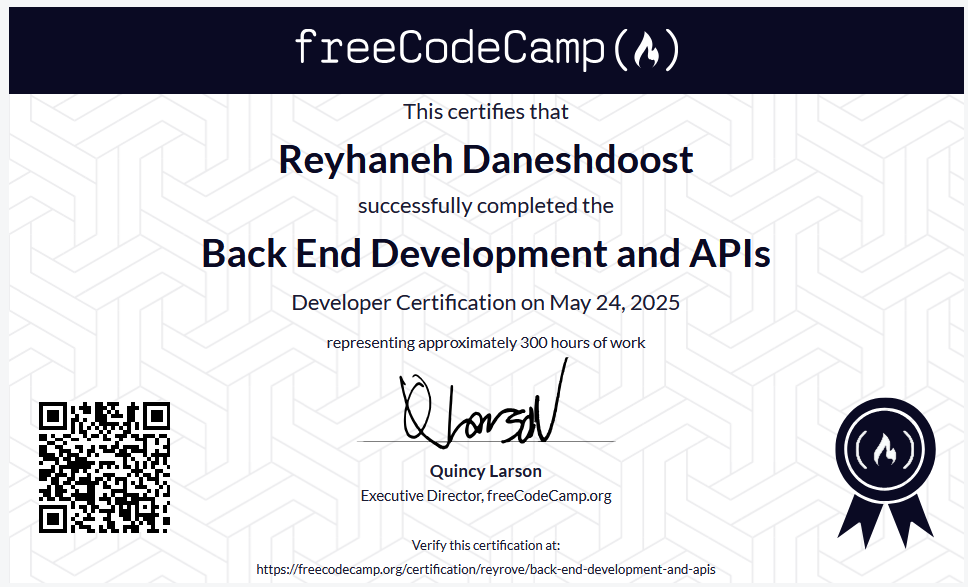 freeCodeCamp
This certifies that
Reyhaneh Daneshdoost
successfully completed the
Back End Development and APIs
Developer Certification on May 24, 2025
representing approximately 300 hours of work
Quincy Larson
Executive Director, freeCodeCamp.org
Verify this certification at:
https://freecodecamp.org/certification/reyrove/back-end-development-and-apis